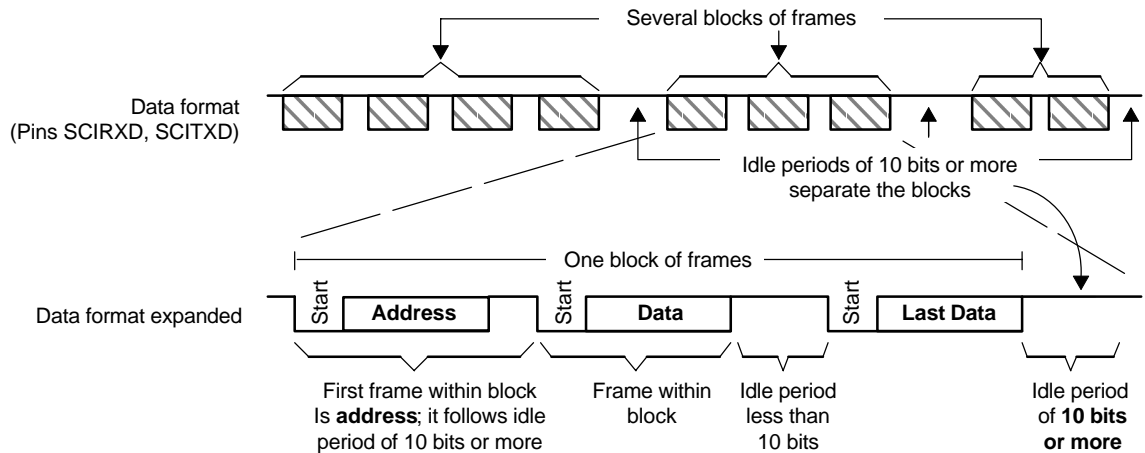 Several blocks of frames
Data format
(Pins SCIRXD, SCITXD)
Idle periods of 10 bits or more
separate the blocks
One block of frames
Data format expanded
Start
Address
Start
Data
Start
Last Data
First frame within block
Is address; it follows idle
period of 10 bits or more
Frame within
block
Idle period
less than
10 bits
Idle period
of 10 bits
or more